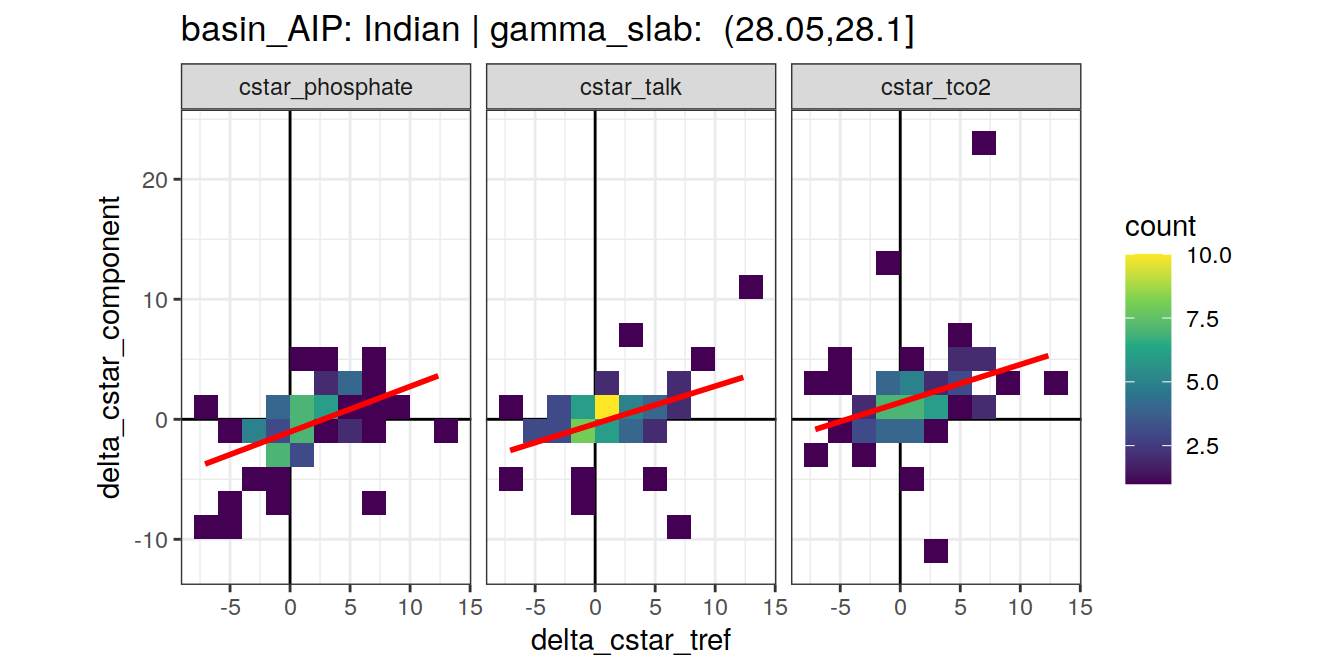 basin_AIP: Indian | gamma_slab:  (28.05,28.1]
cstar_phosphate
cstar_talk
cstar_tco2
delta_cstar_component
20
10
0
-10
-5 0 5 10 15
-5 0 5 10 15
-5 0 5 10 15
delta_cstar_tref
count
10.0
7.5
5.0
2.5